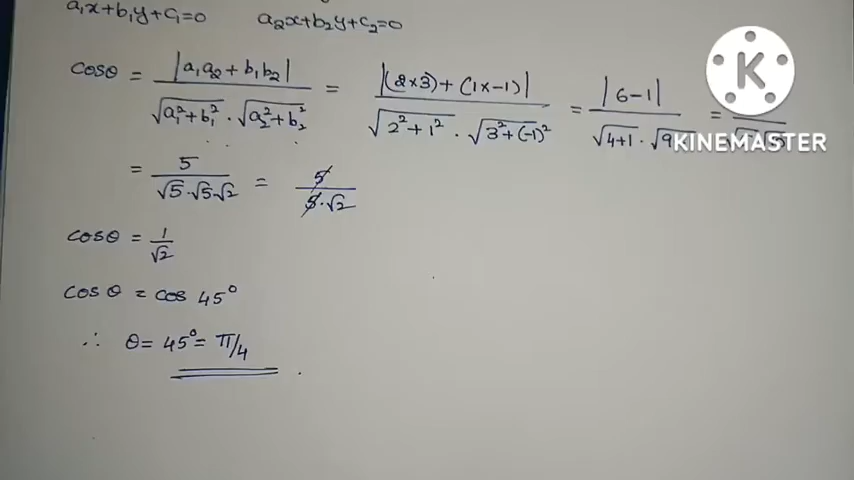 a₁x+b₁y+c₁=0 a₂x+b₂y+c₂=0
cosθ = |a₁a₂+b₁b₂| / √(a₁²+b₁²) · √(a₂²+b₂²) = |(2×3)+(1×-1)| / √(2²+1²) · √(3²+(-1)²) = |6-1| / √(4+1) · √9 =
KINEMASTER
= 5 / √5·√5·√2 = 5 / 5·√2
cosθ = 1/√2
cos θ = cos 45°
∴ θ = 45° = π/4